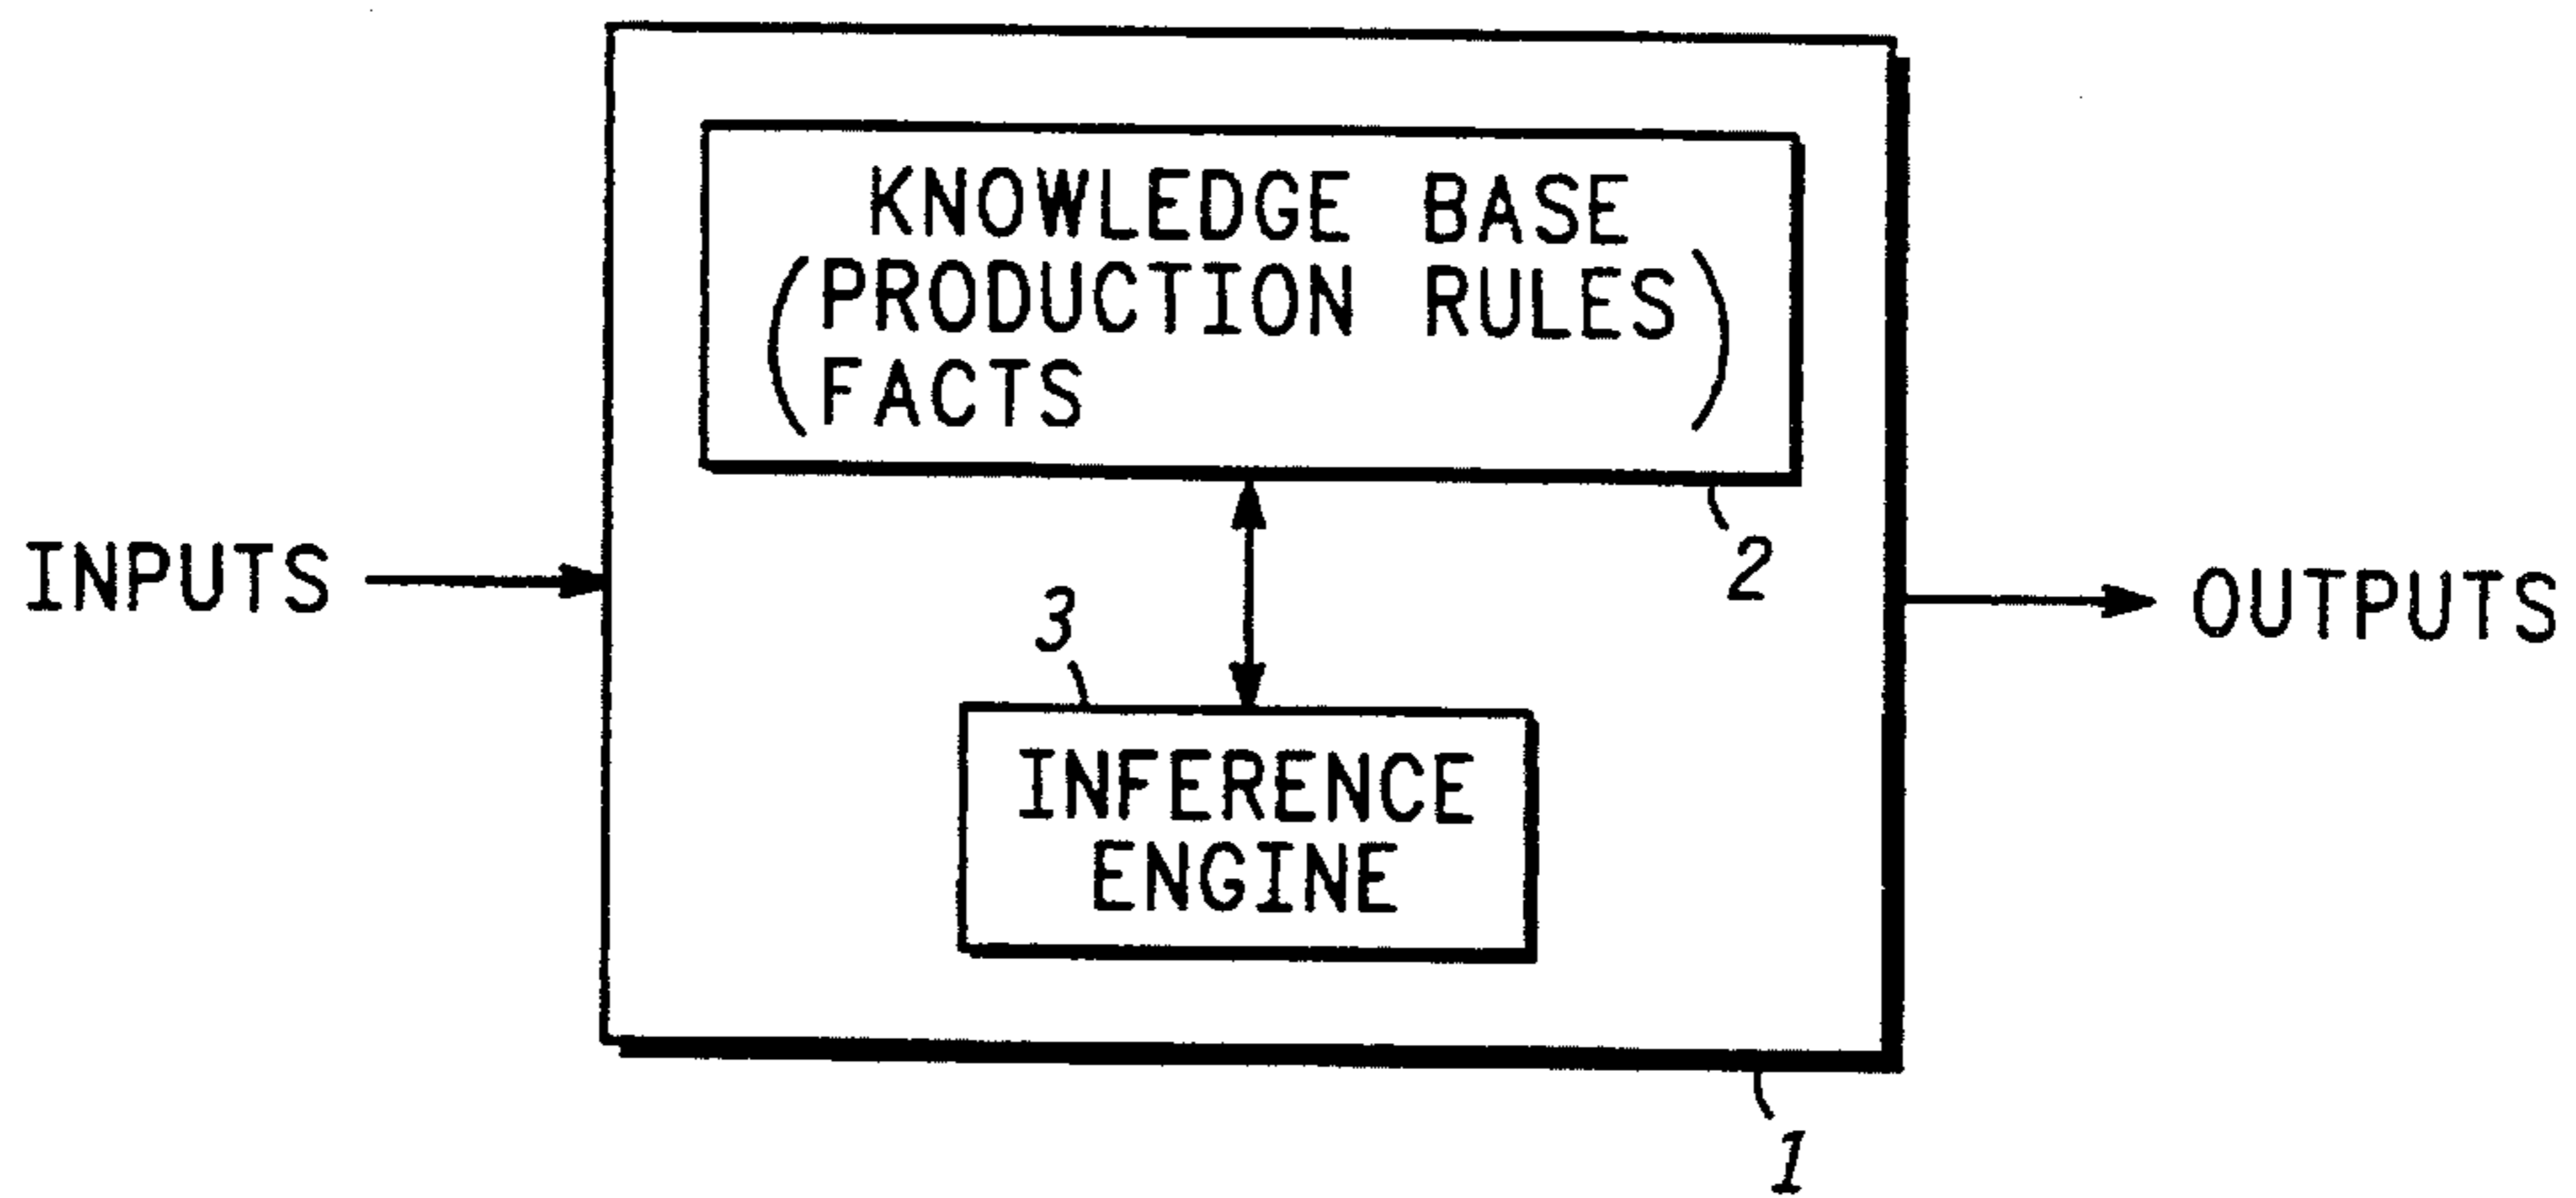 KNOWLEDGE BASE
(PRODUCTION RULES)
FACTS
INPUTS
2
OUTPUTS
3
INFERENCE
ENGINE
1